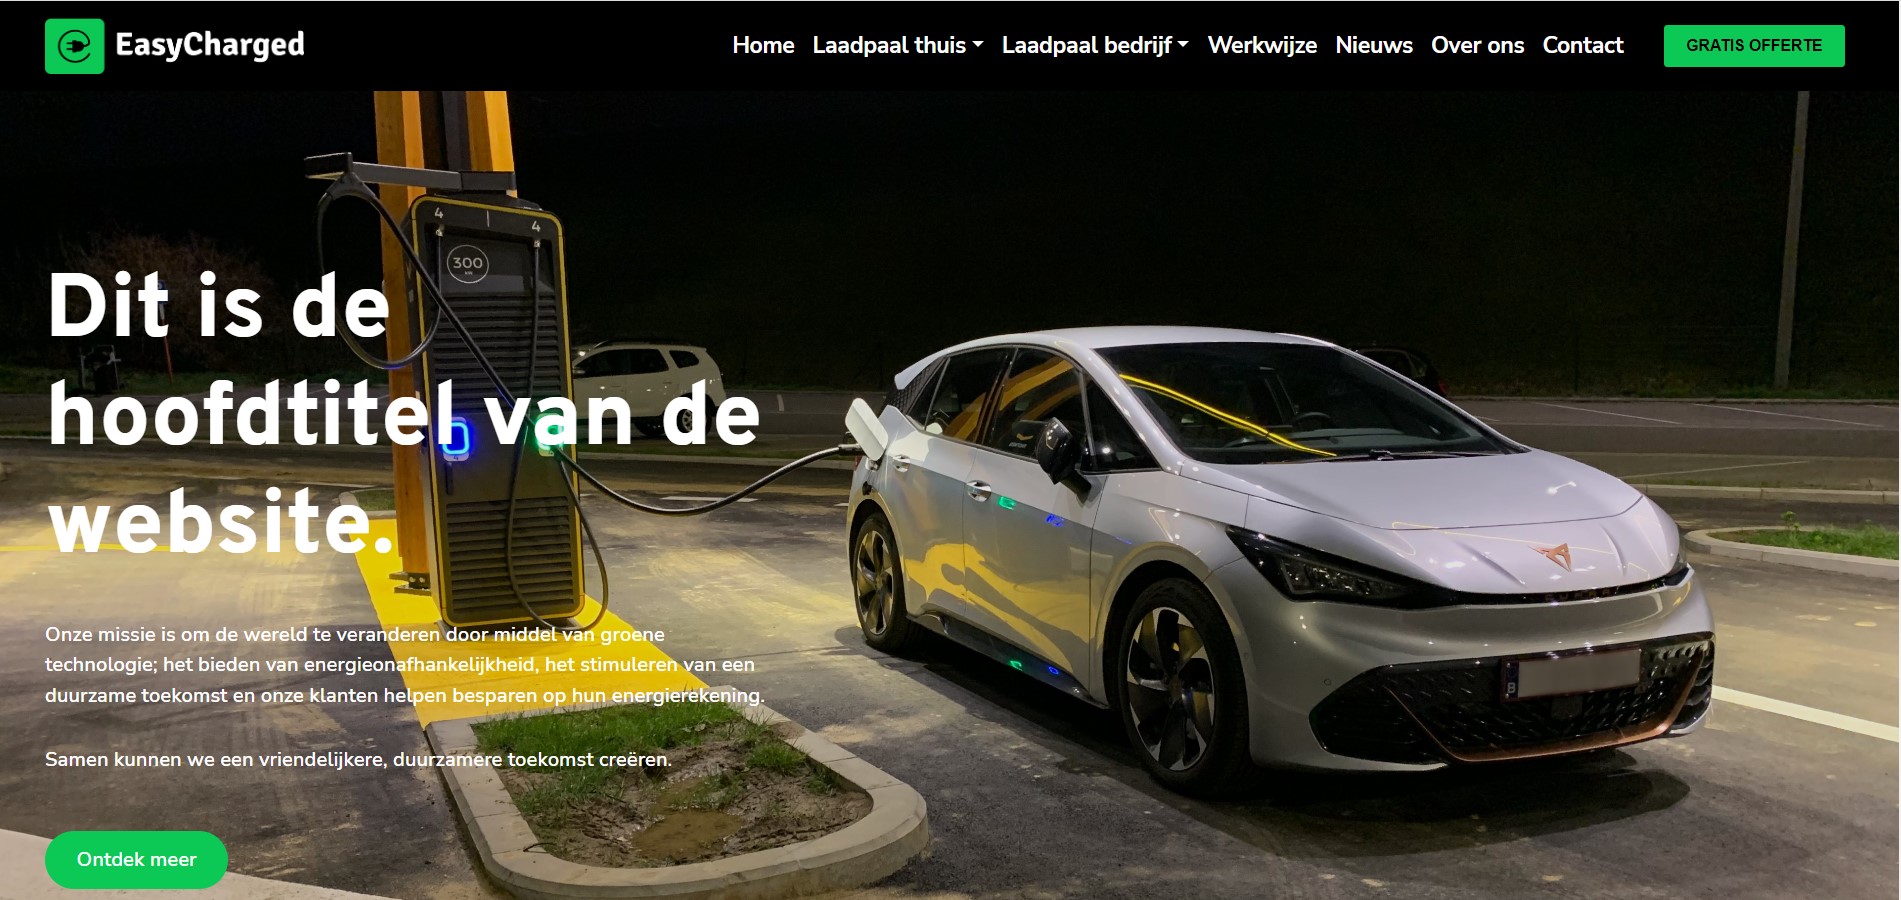 EasyCharged
Home Laadpaal thuis Laadpaal bedrijf Werkwijze Nieuws Over ons Contact GRATIS OFFERTE
4 4
300
Dit is de
hoofdtitel van de
website.
Onze missie is om de wereld te veranderen door middel van groene
technologie; het bieden van energieonafhankelijkheid, het stimuleren van een
duurzame toekomst en onze klanten helpen besparen op hun energierekening.
Samen kunnen we een vriendelijkere, duurzamere toekomst creëren.
Ontdek meer
B